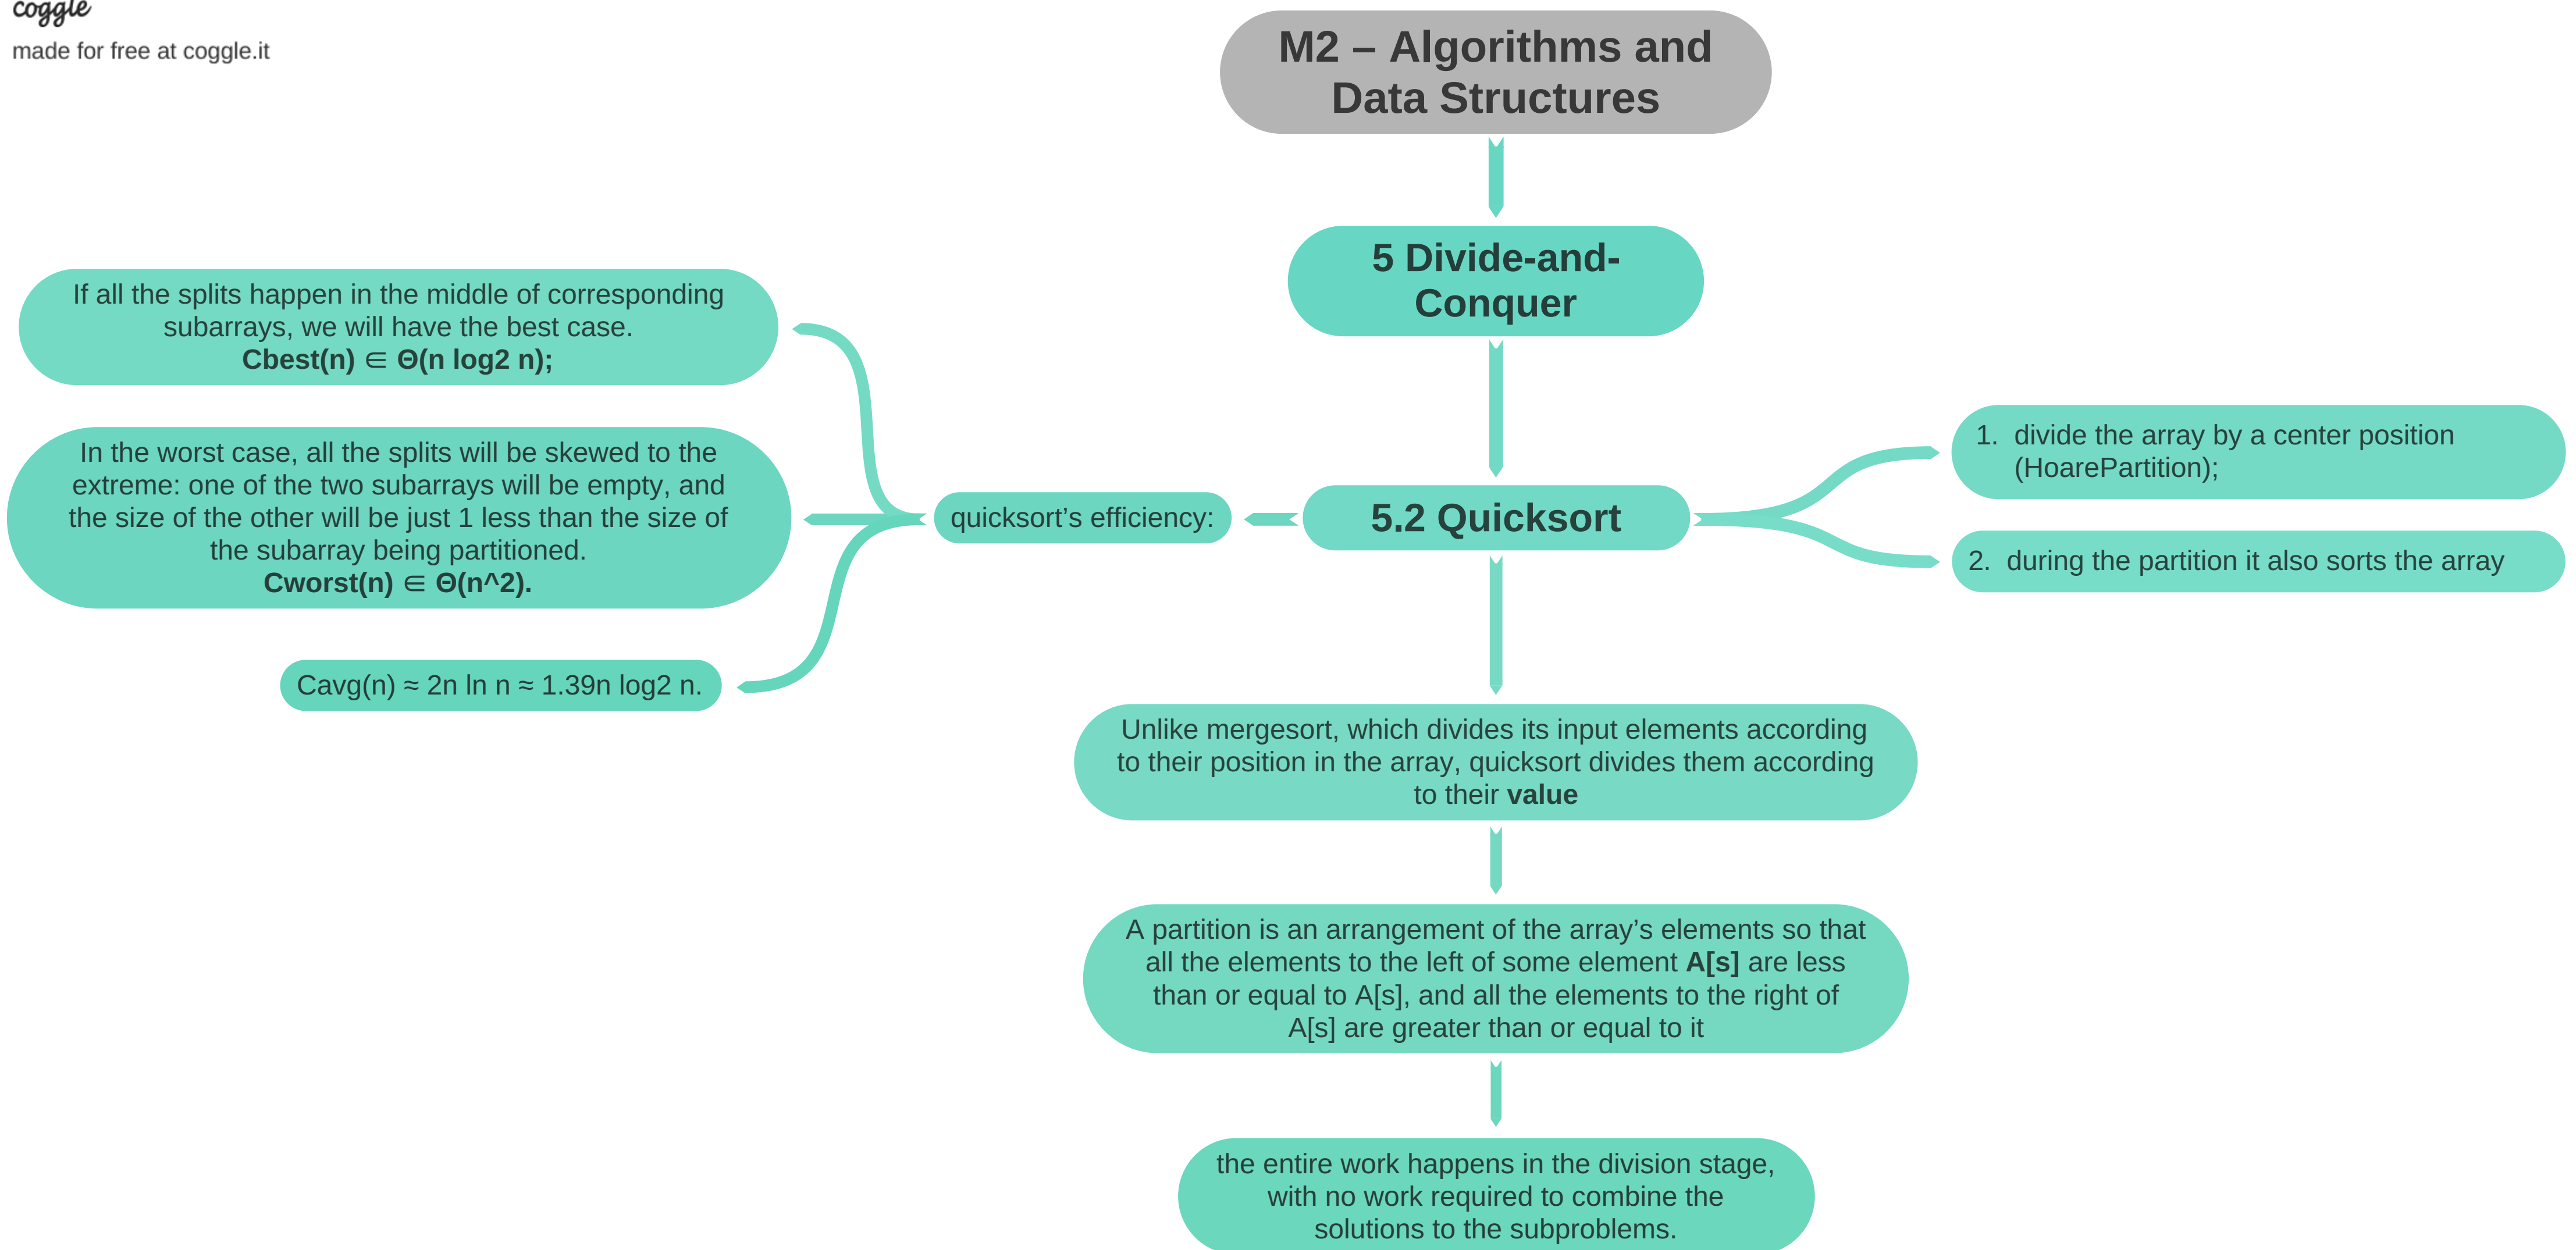 coggle
made for free at coggle.it
M2 – Algorithms and
Data Structures
5 Divide-and-
Conquer
5.2 Quicksort
quicksort’s efficiency:
If all the splits happen in the middle of corresponding
subarrays, we will have the best case.
Cbest(n) ∈ Θ(n log2 n);
In the worst case, all the splits will be skewed to the
extreme: one of the two subarrays will be empty, and
the size of the other will be just 1 less than the size of
the subarray being partitioned.
Cworst(n) ∈ Θ(n^2).
Cavg(n) ≈ 2n ln n ≈ 1.39n log2 n.
1. divide the array by a center position
(HoarePartition);
2. during the partition it also sorts the array
Unlike mergesort, which divides its input elements according
to their position in the array, quicksort divides them according
to their value
A partition is an arrangement of the array’s elements so that
all the elements to the left of some element A[s] are less
than or equal to A[s], and all the elements to the right of
A[s] are greater than or equal to it
the entire work happens in the division stage,
with no work required to combine the
solutions to the subproblems.